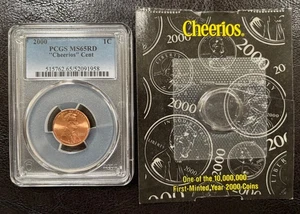 2000
1C
PCGS MS65RD
"Cheerios" Cent
515762.65/52091958
Cheerios.
2000
2000
2000
One of the 10,000,000
First-Minted, Year 2000 Coins